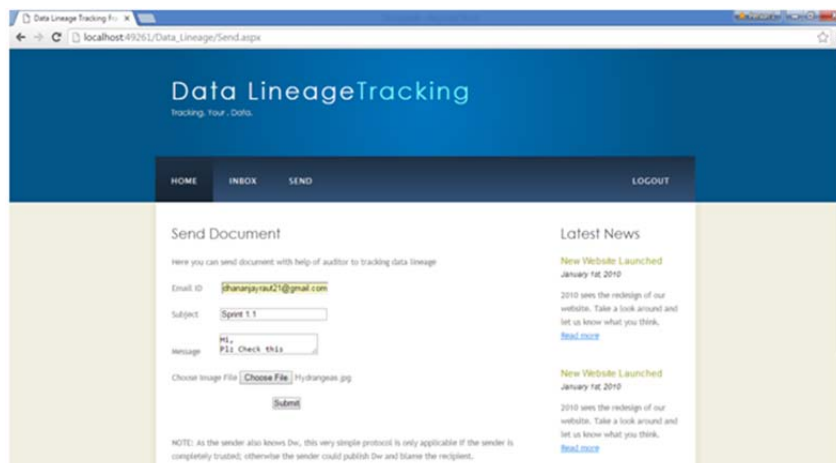 Data Lineage Tracking Fr
localhost:49261/Data_Lineage/Send.aspx
Data LineageTracking
Tracking. Your . Data.
HOME INBOX SEND LOGOUT
Send Document
Here you can send document with help of auditor to tracking data lineage
Email ID
jdhananjayraut21@gmail.com
Subject
Sprint 1.1
Message
Hi,
Plz Check this
Choose Image File Choose File Hydrangeas.jpg
Submit
NOTE: As the sender also knows Dw, this very simple protocol is only applicable if the sender is
completely trusted; otherwise the sender could publish Dw and blame the recipient.
Latest News
New Website Launched
January 1st, 2010
2010 sees the redesign of our
website. Take a look around and
let us know what you think.
Read more
New Website Launched
January 1st, 2010
2010 sees the redesign of our
website. Take a look around and
let us know what you think.
Read more